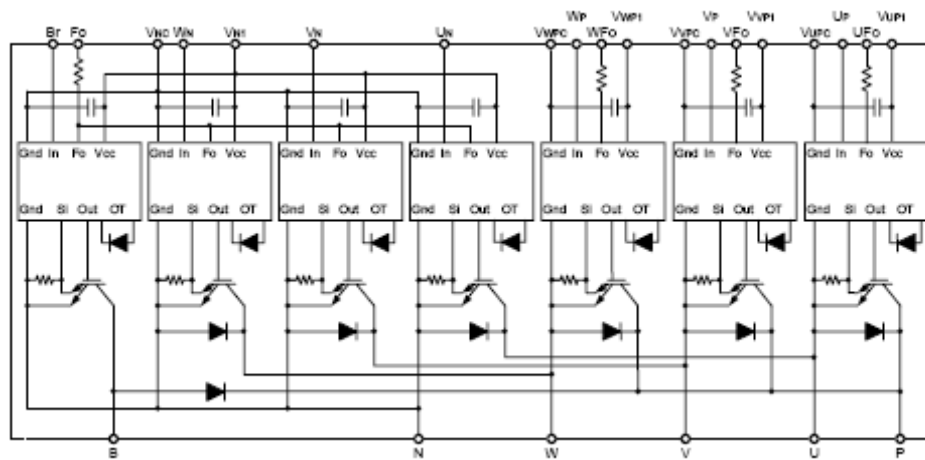 WP VWP1 VP VVP1 UP VUP1
Br Fo VNC WN VN1 VN UN VWPC WFo VVPC VFo VUPC UFo
Gnd In Fo Vcc Gnd In Fo Vcc Gnd In Fo Vcc Gnd In Fo Vcc Gnd In Fo Vcc Gnd In Fo Vcc Gnd In Fo Vcc
Gnd Si Out OT Gnd Si Out OT Gnd Si Out OT Gnd Si Out OT Gnd Si Out OT Gnd Si Out OT Gnd Si Out OT
B N W V U P